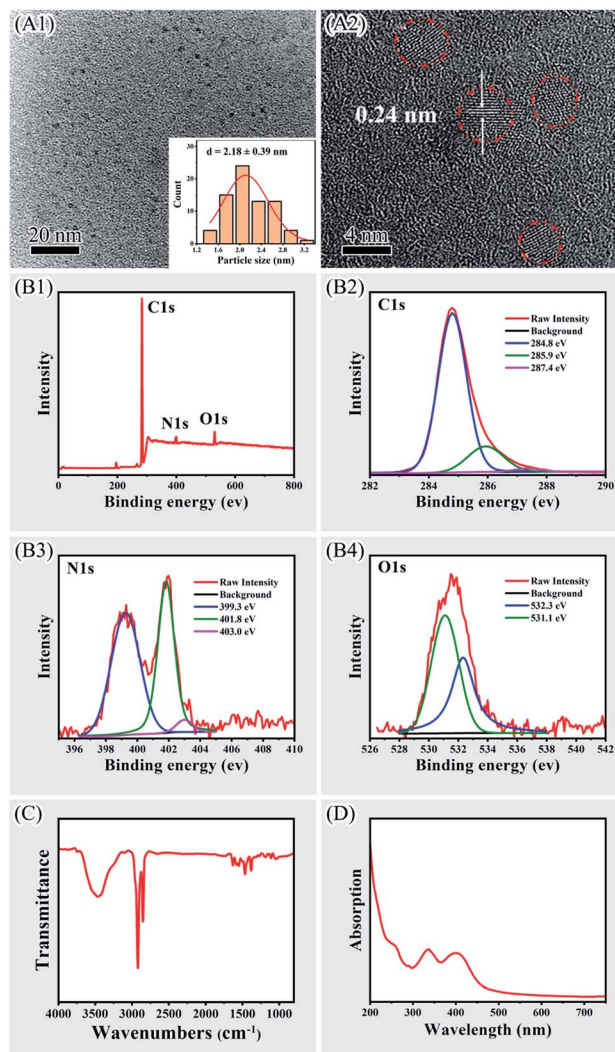 (A1)
d = 2.18 ± 0.39 nm
Count
30
25
20
15
10
5
0
1.2 1.6 2.0 2.4 2.8 3.2
Particle size (nm)
20 nm
(A2)
0.24 nm
4 nm
(B1)
C1s
N1s
O1s
Intensity
0 200 400 600 800
Binding energy (ev)
(B2)
C1s
Raw Intensity
Background
284.8 eV
285.9 eV
287.4 eV
Intensity
282 284 286 288 290
Binding energy (ev)
(B3)
N1s
Raw Intensity
Background
399.3 eV
401.8 eV
403.0 eV
Intensity
396 398 400 402 404 406 408 410
Binding energy (ev)
(B4)
O1s
Raw Intensity
Background
532.3 eV
531.1 eV
Intensity
526 528 530 532 534 536 538 540 542
Binding energy (ev)
(C)
Transmittance
4000 3500 3000 2500 2000 1500 1000
Wavenumbers (cm-1)
(D)
Absorption
200 300 400 500 600 700
Wavelength (nm)